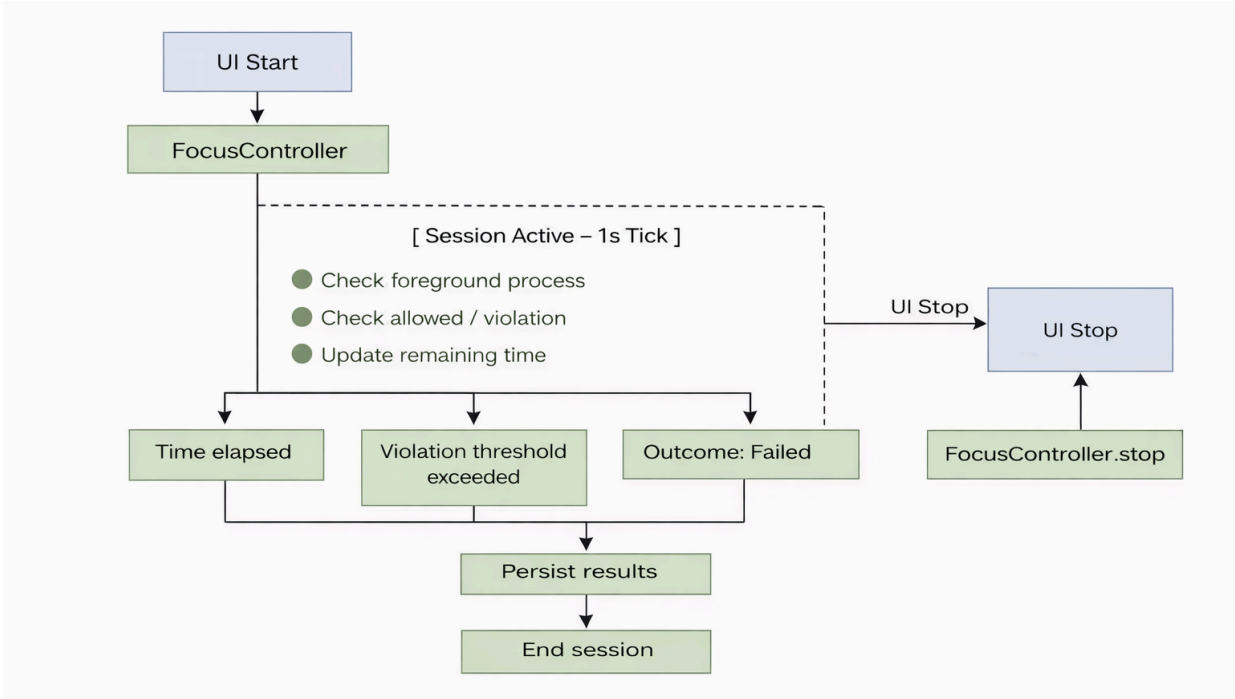 UI Start
FocusController
[ Session Active – 1s Tick ]
Check foreground process
Check allowed / violation
Update remaining time
UI Stop
UI Stop
Time elapsed
Violation threshold
exceeded
Outcome: Failed
FocusController.stop
Persist results
End session